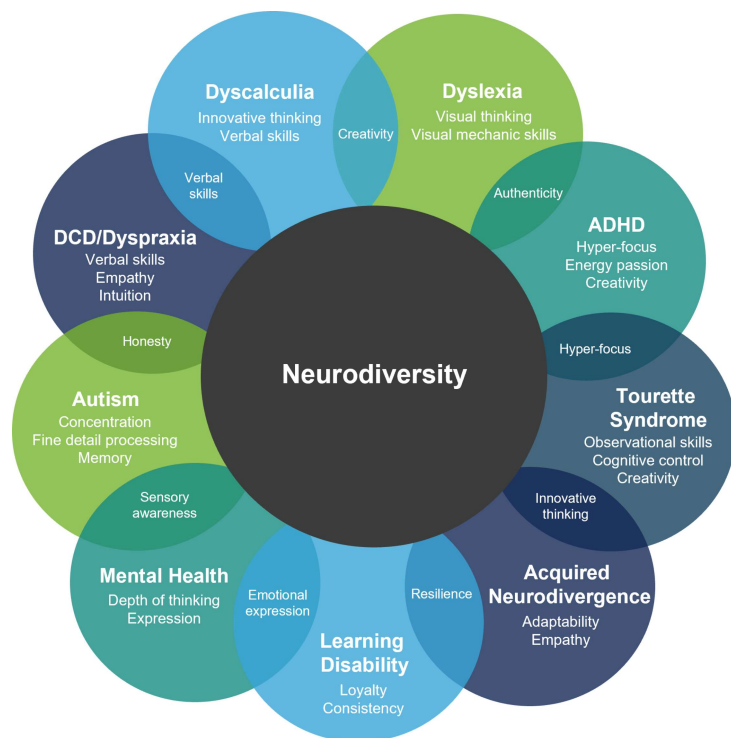 Dyscalculia
Innovative thinking
Verbal skills
Creativity
Dyslexia
Visual thinking
Visual mechanic skills
Authenticity
ADHD
Hyper-focus
Energy passion
Creativity
Hyper-focus
Tourette
Syndrome
Observational skills
Cognitive control
Creativity
Innovative
thinking
Acquired
Neurodivergence
Adaptability
Empathy
Resilience
Learning
Disability
Loyalty
Consistency
Emotional
expression
Mental Health
Depth of thinking
Expression
Sensory
awareness
Autism
Concentration
Fine detail processing
Memory
Honesty
DCD/Dyspraxia
Verbal skills
Empathy
Intuition
Verbal
skills
Neurodiversity